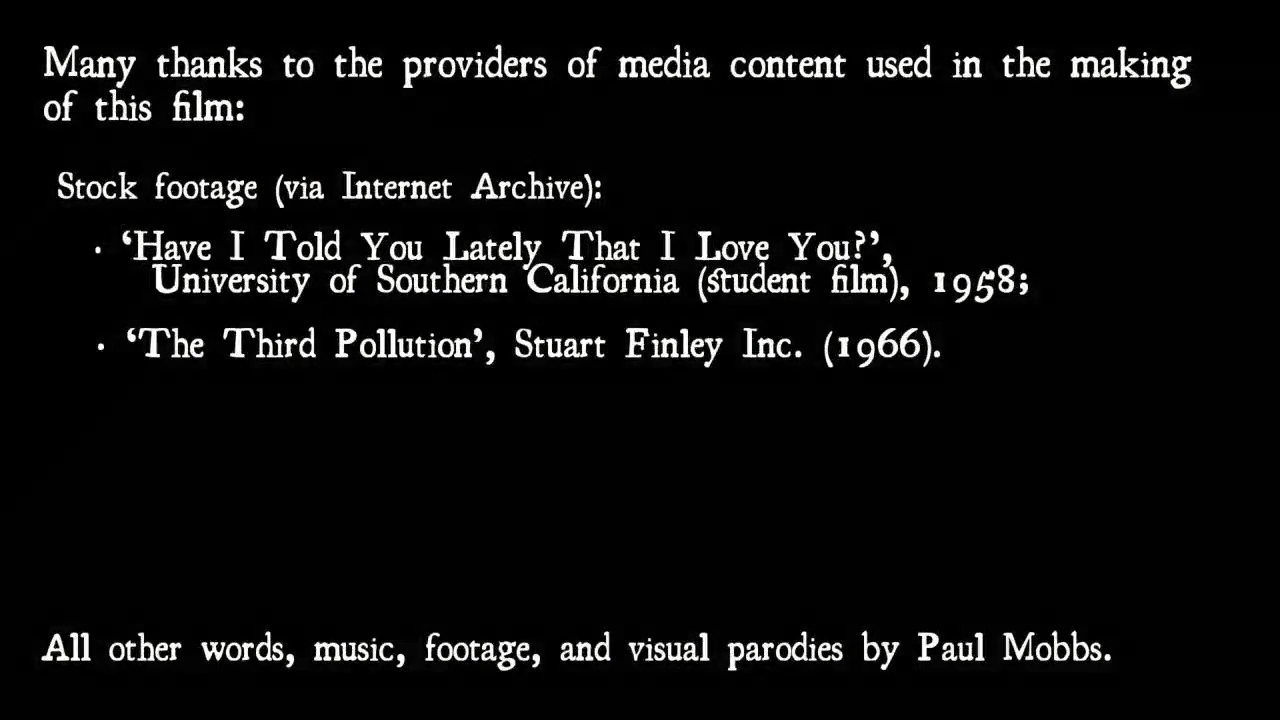 Many thanks to the providers of media content used in the making
of this film:
Stock footage (via Internet Archive):
· ‘Have I Told You Lately That I Love You?’,
University of Southern California (student film), 1958;
· ‘The Third Pollution’, Stuart Finley Inc. (1966).
All other words, music, footage, and visual parodies by Paul Mobbs.